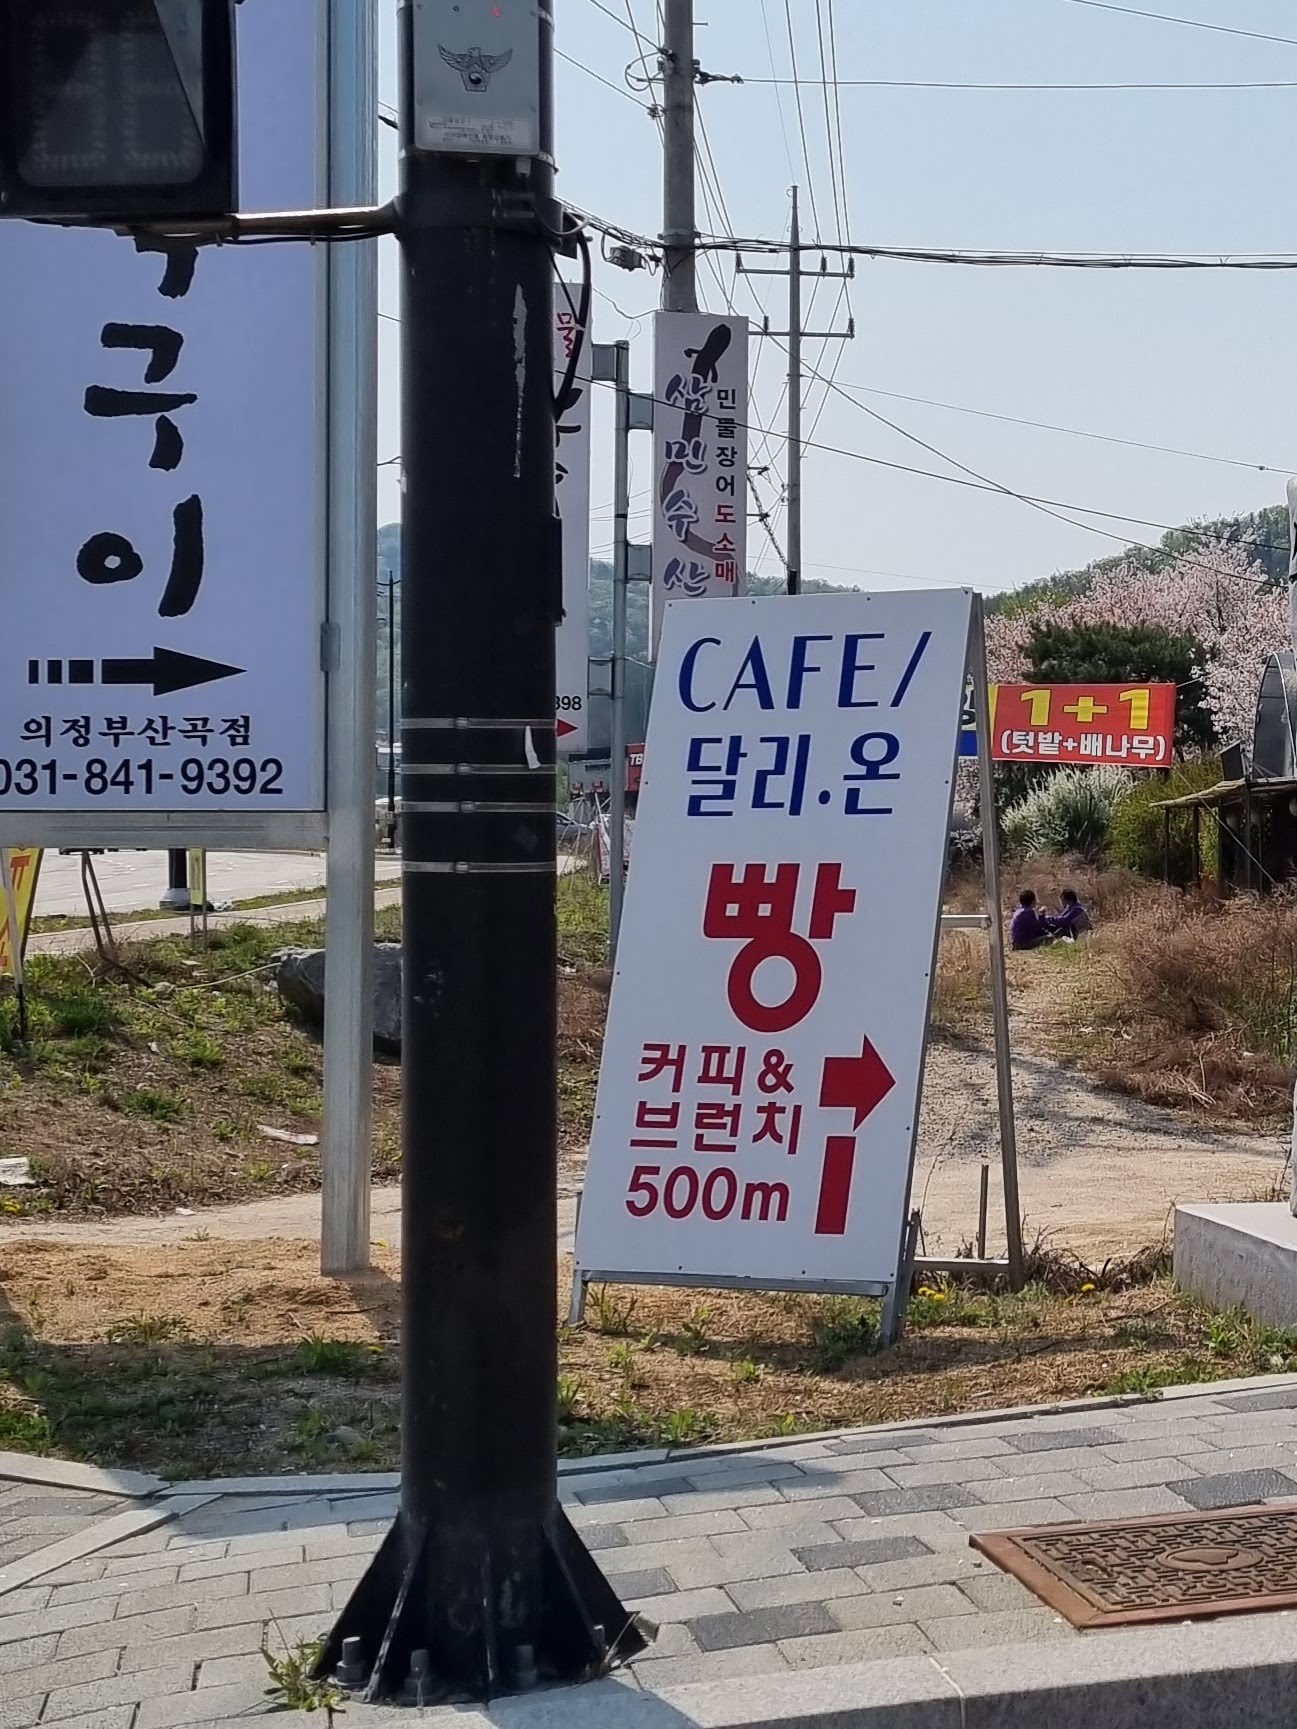 구
이
의정부산곡점
031-841-9392
물
삼민수산
민물장어도소매
398
CAFE/
달리.온
빵
커피&
브런치
500m
1+1
(텃밭+배나무)